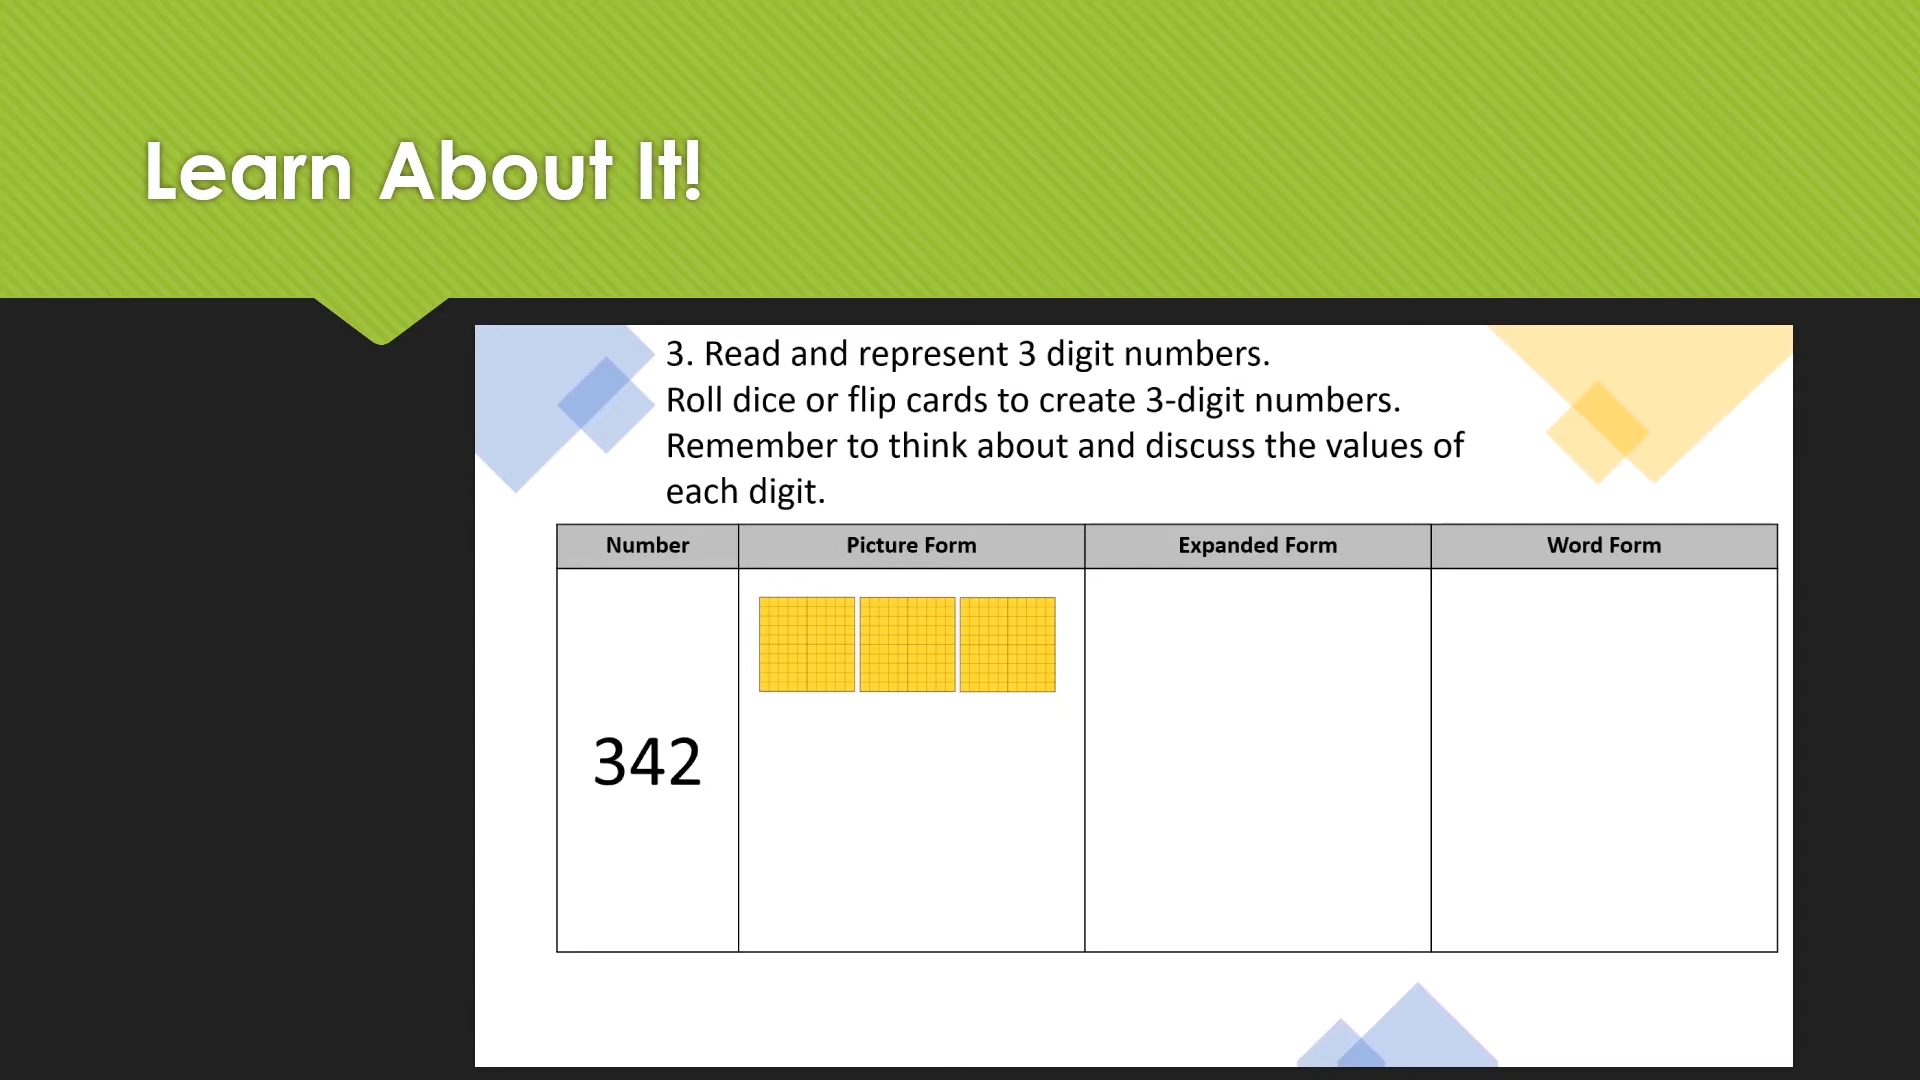 Learn About It!
3. Read and represent 3 digit numbers.
Roll dice or flip cards to create 3-digit numbers.
Remember to think about and discuss the values of
each digit.
Number Picture Form Expanded Form Word Form
342